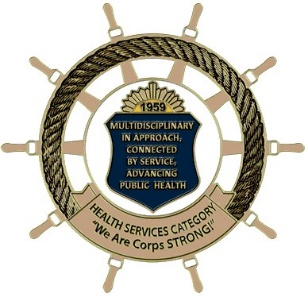 1959
MULTIDISCIPLINARY
IN APPROACH,
CONNECTED
BY SERVICE,
ADVANCING
PUBLIC HEALTH
HEALTH SERVICES CATEGORY
"We Are Corps STRONG!"